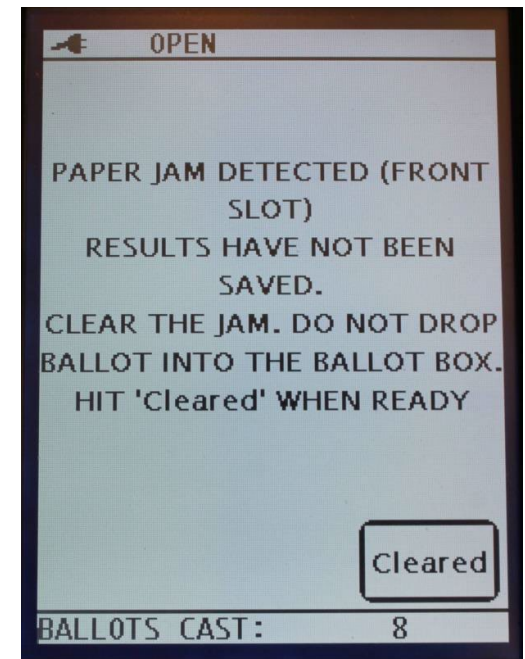 OPEN
PAPER JAM DETECTED (FRONT
SLOT)
RESULTS HAVE NOT BEEN
SAVED.
CLEAR THE JAM. DO NOT DROP
BALLOT INTO THE BALLOT BOX.
HIT 'Cleared' WHEN READY
Cleared
BALLOTS CAST: 8